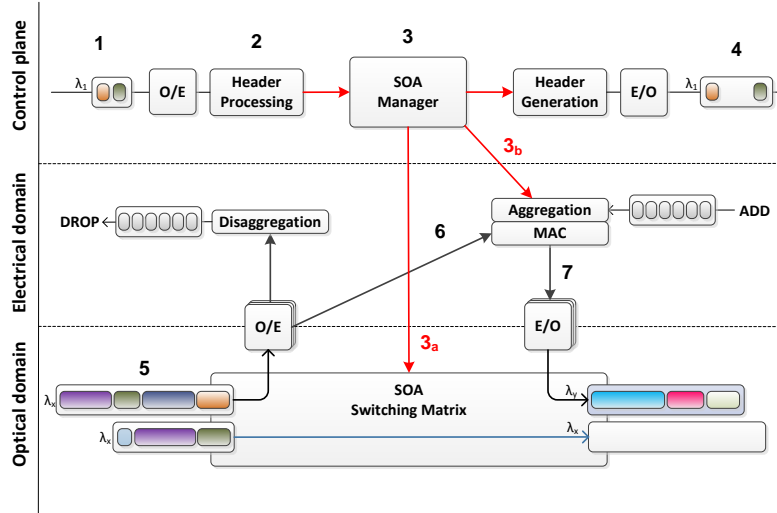 Control plane
1
2
3
4
λ1
O/E
Header
Processing
SOA
Manager
Header
Generation
E/O
λ1
3b
Electrical domain
DROP
Disaggregation
6
Aggregation
MAC
ADD
7
O/E
E/O
3a
Optical domain
5
λx
SOA
Switching Matrix
λy
λx
λx